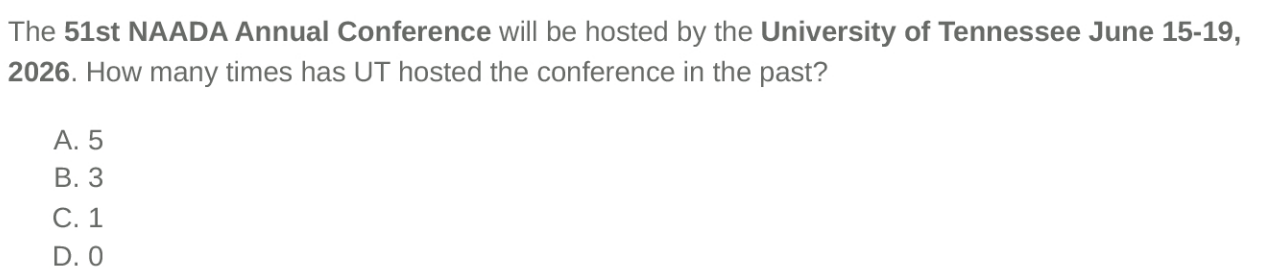 The 51st NAADA Annual Conference will be hosted by the University of Tennessee June 15-19,
2026. How many times has UT hosted the conference in the past?
A. 5
B. 3
C. 1
D. 0